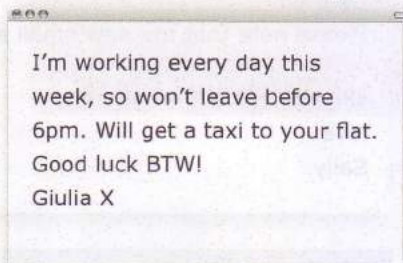 I'm working every day this
week, so won't leave before
6pm. Will get a taxi to your flat.
Good luck BTW!
Giulia X